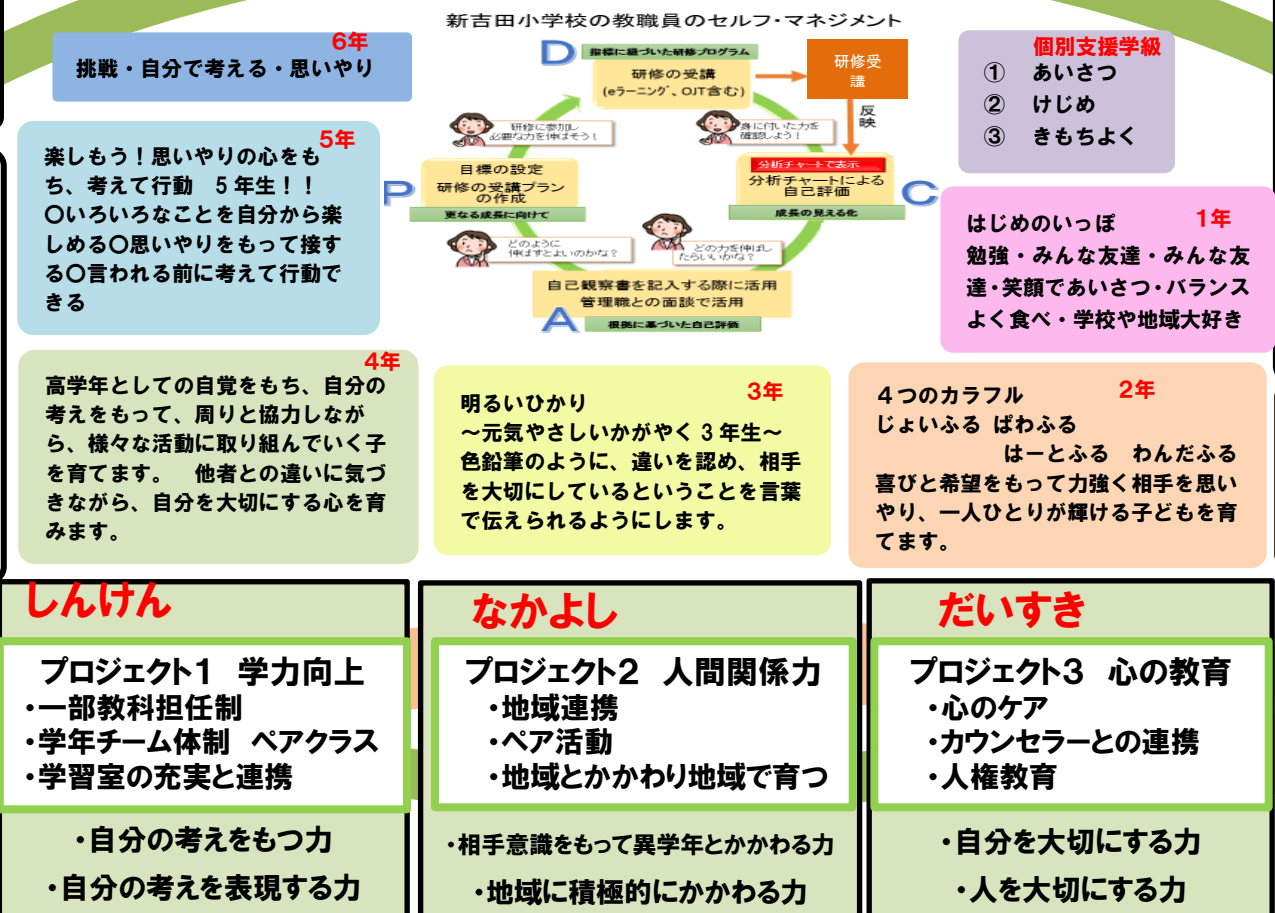 新吉田小学校の教職員のセルフ・マネジメント
6年
挑戦・自分で考える・思いやり
5年
楽しもう！思いやりの心をも
ち、考えて行動　5年生！！
〇いろいろなことを自分から楽
しめる〇思いやりをもって接す
る〇言われる前に考えて行動で
きる
D
指標に基づいた研修プログラム
研修の受講
(eラーニング、OJT含む)
研修受
講
反
映
研修に参加し
必要な力を伸ばそう！
身に付いた力を
確認しよう！
P
目標の設定
研修の受講プラン
の作成
更なる成長に向けて
分析チャートで表示
分析チャートによる
自己評価
成長の見える化
C
どのように
伸ばすとよいのかな？
どの力を伸ばし
たらいいかな？
自己観察書を記入する際に活用
管理職との面談で活用
A
根拠に基づいた自己評価
個別支援学級
①　あいさつ
②　けじめ
③　きもちよく
1年
はじめのいっぽ
勉強・みんな友達・みんな友
達・笑顔であいさつ・バランス
よく食べ・学校や地域大好き
4年
高学年としての自覚をもち、自分の
考えをもって、周りと協力しなが
ら、様々な活動に取り組んでいく子
を育てます。　他者との違いに気づ
きながら、自分を大切にする心を育
みます。
3年
明るいひかり
～元気やさしいかがやく3年生～
色鉛筆のように、違いを認め、相手
を大切にしているということを言葉
で伝えられるようにします。
2年
４つのカラフル
じょいふる ぱわふる
はーとふる　わんだふる
喜びと希望をもって力強く相手を思い
やり、一人ひとりが輝ける子どもを育
てます。
しんけん
プロジェクト１　学力向上
・一部教科担任制
・学年チーム体制　ペアクラス
・学習室の充実と連携
・自分の考えをもつ力
・自分の考えを表現する力
なかよし
プロジェクト２　人間関係力
・地域連携
・ペア活動
・地域とかかわり地域で育つ
・相手意識をもって異学年とかかわる力
・地域に積極的にかかわる力
だいすき
プロジェクト３　心の教育
・心のケア
・カウンセラーとの連携
・人権教育
・自分を大切にする力
・人を大切にする力